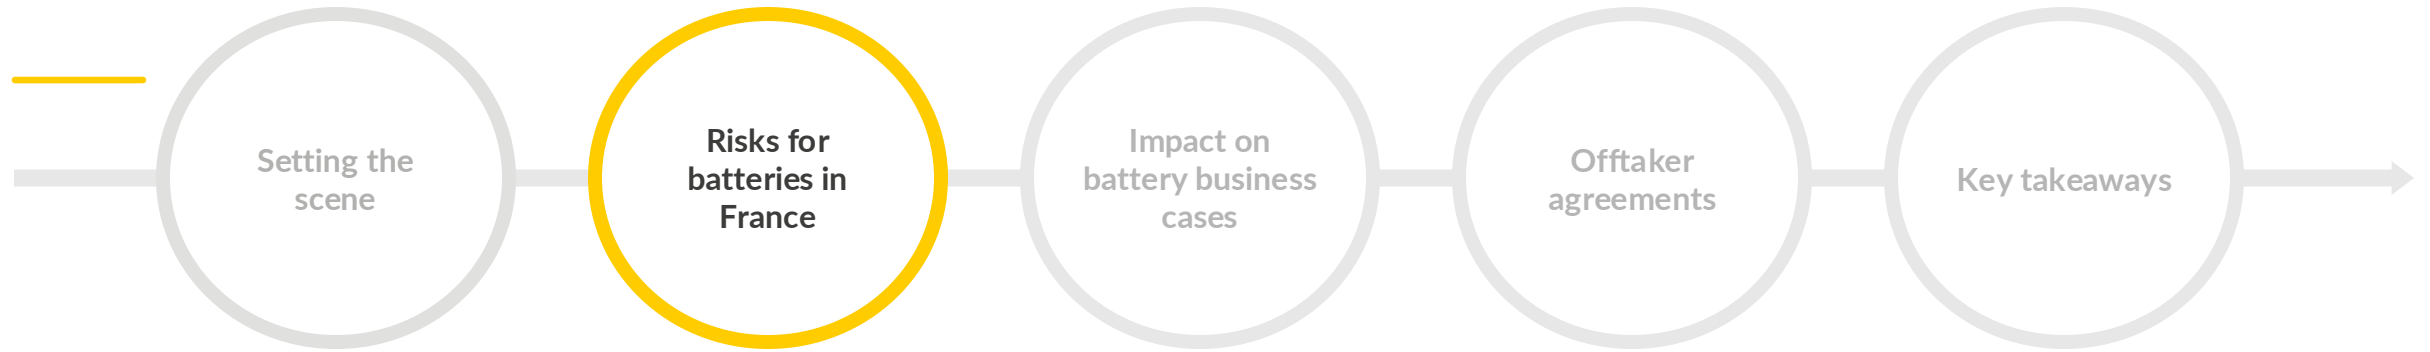 Setting the
scene
Risks for
batteries in
France
Impact on
battery business
cases
Offtaker
agreements
Key takeaways